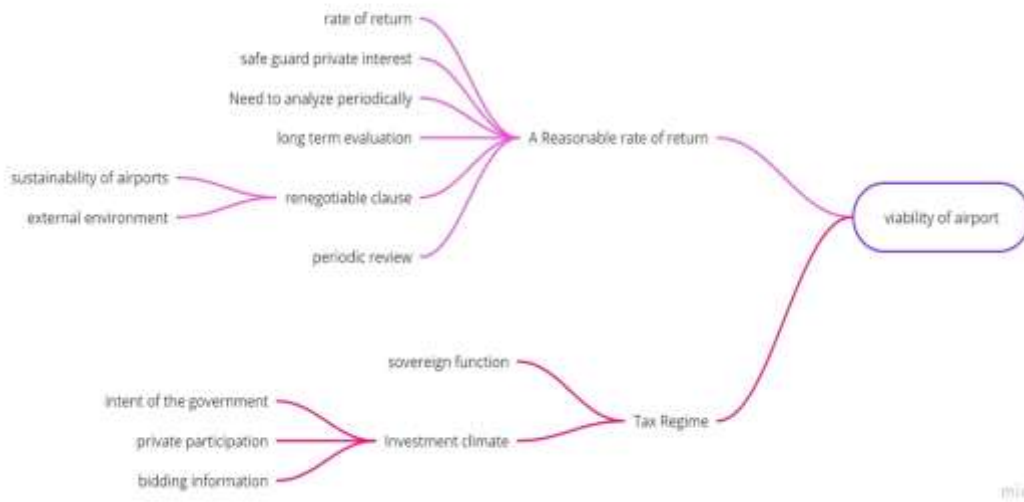 rate of return
safe guard private interest
Need to analyze periodically
long term evaluation
A Reasonable rate of return
sustainability of airports
renegotiable clause
external environment
viability of airport
periodic review
sovereign function
intent of the government
Tax Regime
private participation
Investment climate
bidding information